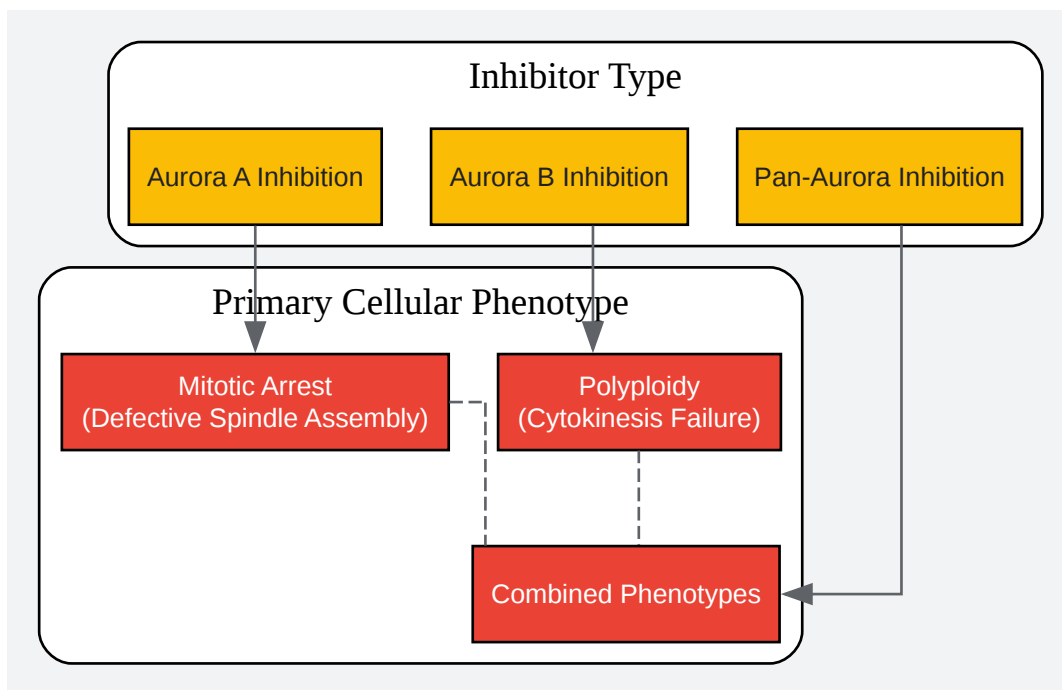 Inhibitor Type
Aurora A Inhibition
Aurora B Inhibition
Pan-Aurora Inhibition
Primary Cellular Phenotype
Mitotic Arrest
(Defective Spindle Assembly)
Polyploidy
(Cytokinesis Failure)
Combined Phenotypes